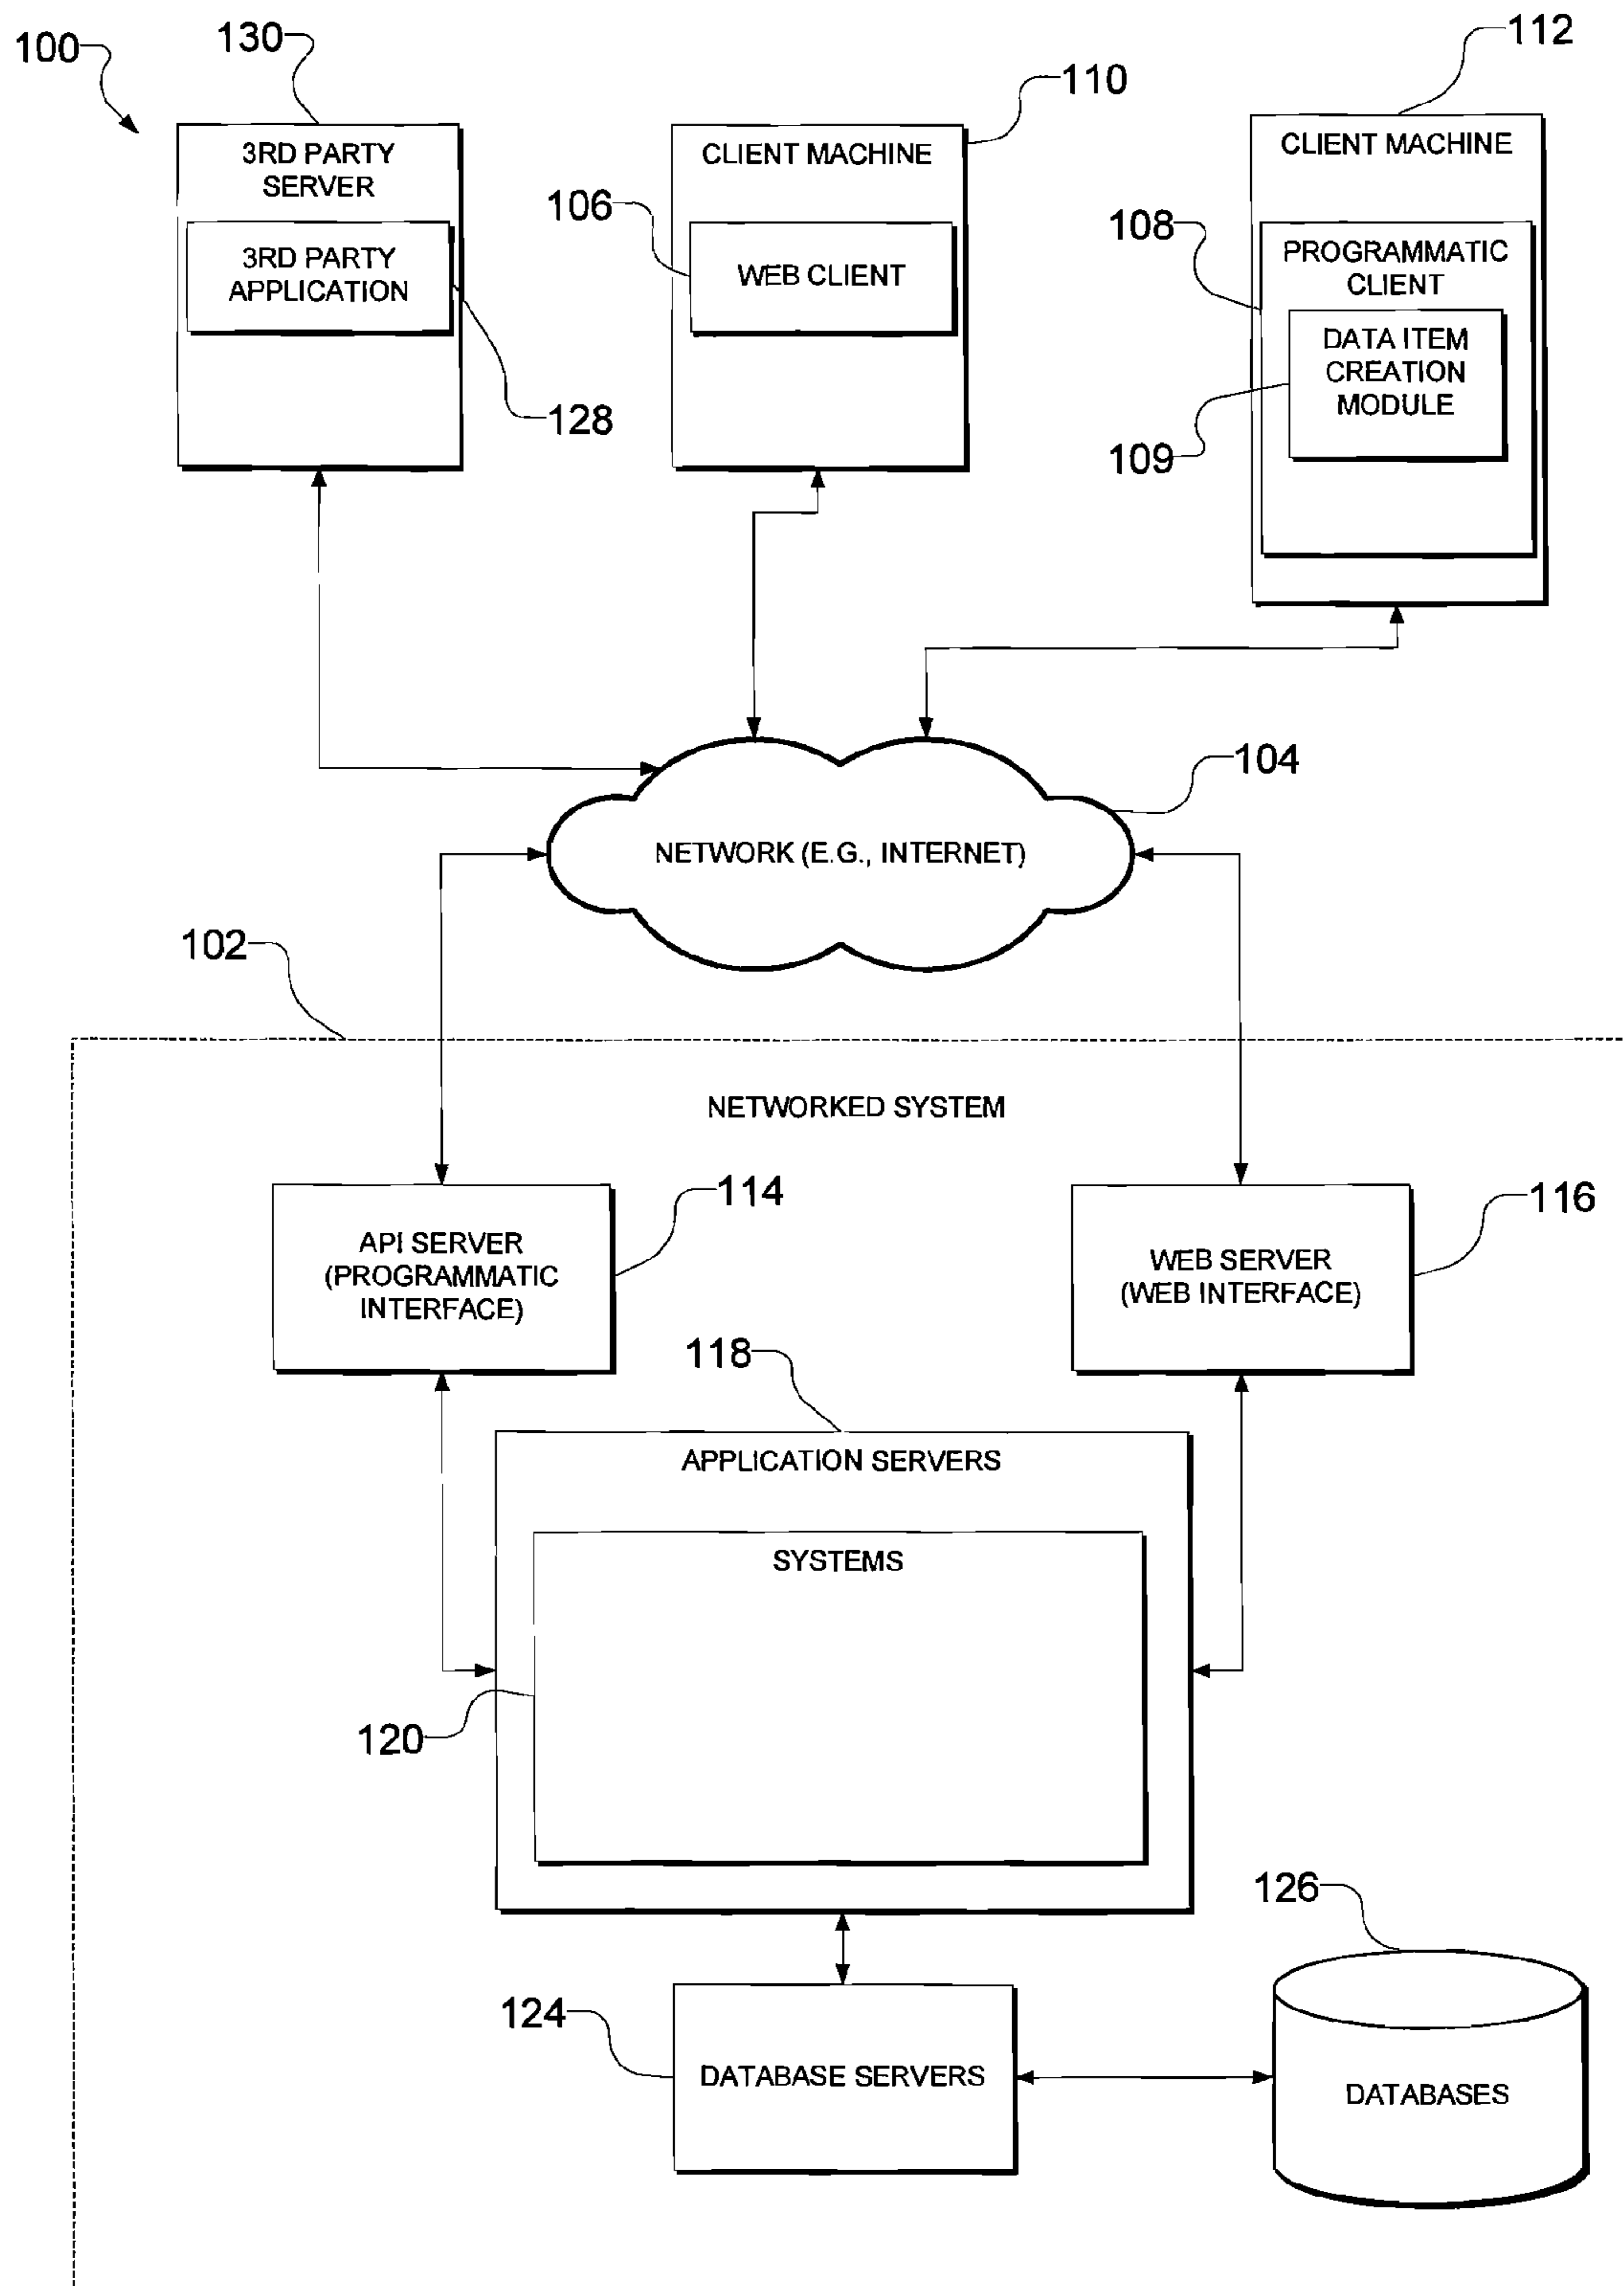 100
130
112
110
3RD PARTY
SERVER
CLIENT MACHINE
CLIENT MACHINE
106
108
3RD PARTY
APPLICATION
WEB CLIENT
PROGRAMMATIC
CLIENT
DATA ITEM
CREATION
MODULE
128
109
104
NETWORK (E.G., INTERNET)
102
NETWORKED SYSTEM
114
116
API SERVER
(PROGRAMMATIC
INTERFACE)
WEB SERVER
(WEB INTERFACE)
118
APPLICATION SERVERS
SYSTEMS
120
126
124
DATABASE SERVERS
DATABASES